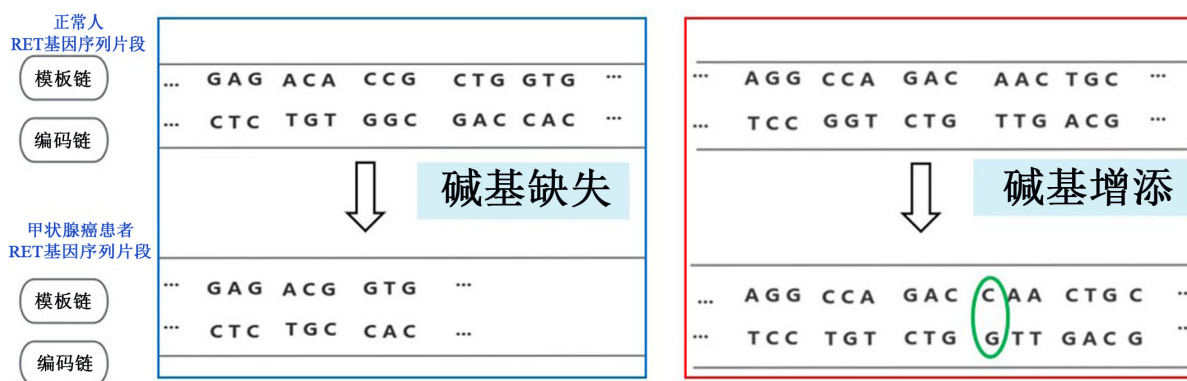 正常人
RET基因序列片段
模板链
编码链
... GAG ACA CCG CTG GTG ...
... CTC TGT GGC GAC CAC ...
碱基缺失
甲状腺癌患者
RET基因序列片段
模板链
编码链
... GAG ACG GTG ...
... CTC TGC CAC ...
... AGG CCA GAC AAC TGC ...
... TCC GGT CTG TTG ACG ...
碱基增添
... AGG CCA GAC C AA CTGC ...
... TCC TGT CTG G TT GACG ...